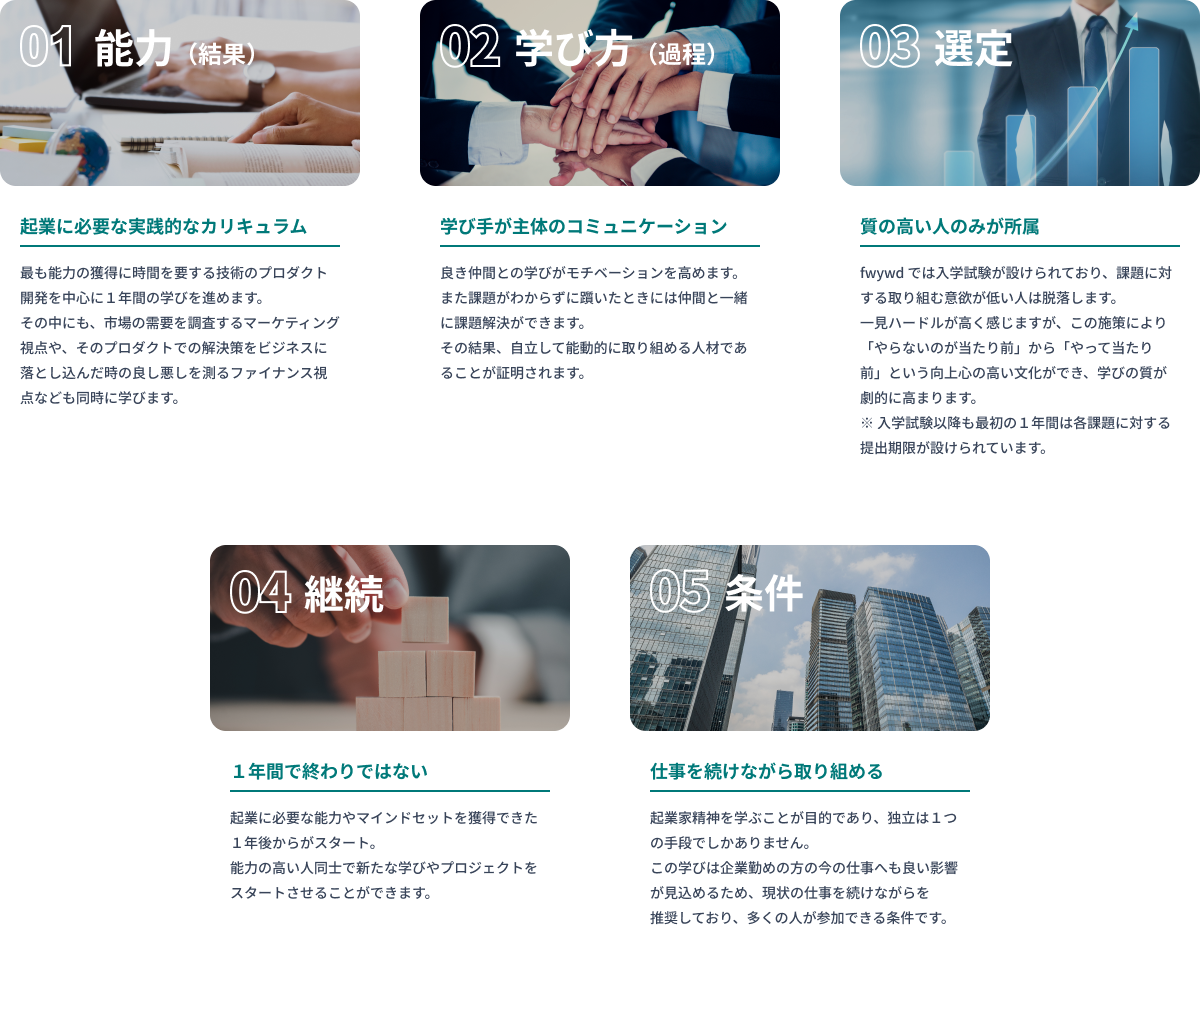 01 能力（結果）
起業に必要な実践的なカリキュラム
最も能力の獲得に時間を要する技術のプロダクト
開発を中心に１年間の学びを進めます。
その中にも、市場の需要を調査するマーケティング
視点や、そのプロダクトでの解決策をビジネスに
落とし込んだ時の良し悪しを測るファイナンス視
点なども同時に学びます。
02 学び方（過程）
学び手が主体のコミュニケーション
良き仲間との学びがモチベーションを高めます。
また課題がわからずに躓いたときには仲間と一緒
に課題解決ができます。
その結果、自立して能動的に取り組める人材であ
ることが証明されます。
03 選定
質の高い人のみが所属
fwywd では入学試験が設けられており、課題に対
する取り組む意欲が低い人は脱落します。
一見ハードルが高く感じますが、この施策により
「やらないのが当たり前」から「やって当たり
前」という向上心の高い文化ができ、学びの質が
劇的に高まります。
※ 入学試験以降も最初の１年間は各課題に対する
提出期限が設けられています。
04 継続
１年間で終わりではない
起業に必要な能力やマインドセットを獲得できた
１年後からがスタート。
能力の高い人同士で新たな学びやプロジェクトを
スタートさせることができます。
05 条件
仕事を続けながら取り組める
起業家精神を学ぶことが目的であり、独立は１つ
の手段でしかありません。
この学びは企業勤めの方の今の仕事へも良い影響
が見込めるため、現状の仕事を続けながらを
推奨しており、多くの人が参加できる条件です。